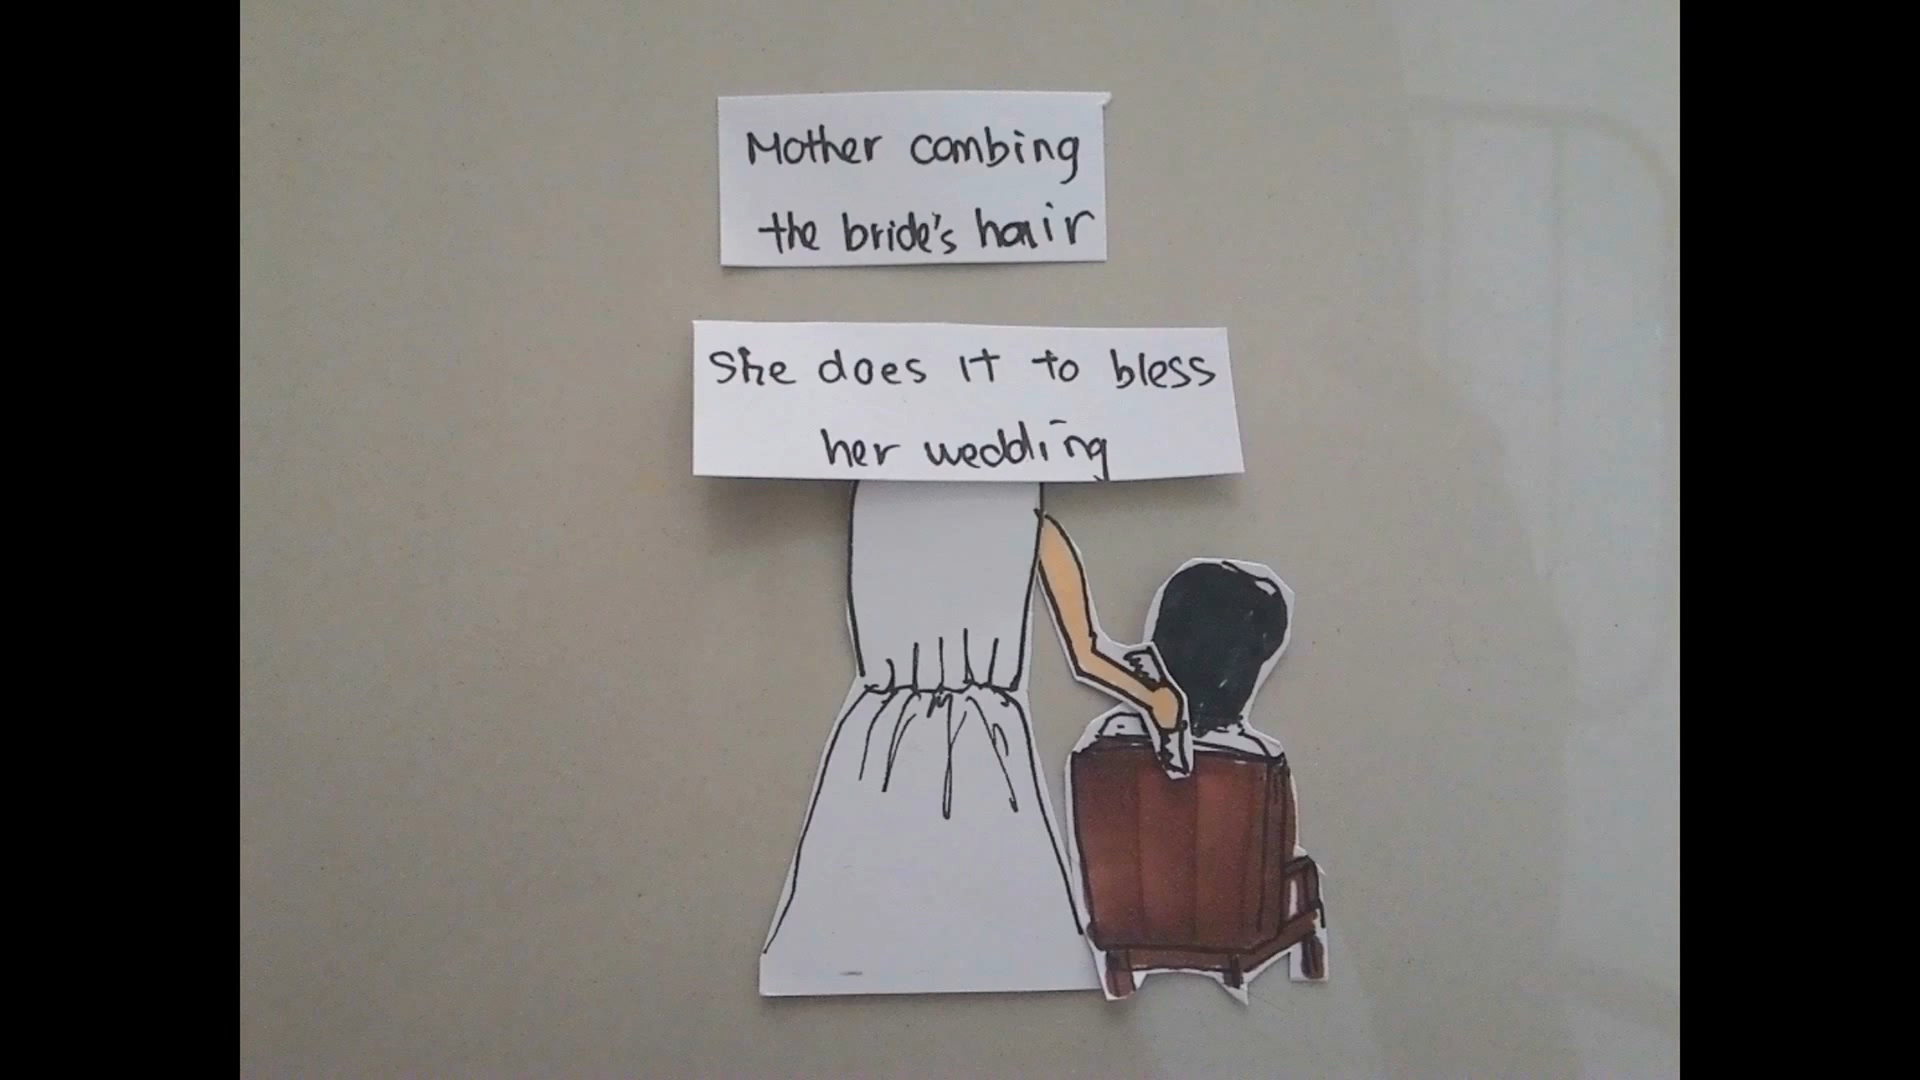 Mother combing
the bride's hair
She does it to bless
her wedding